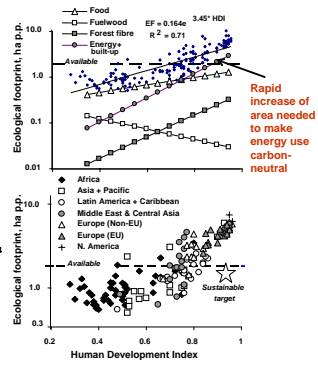 Food
Fuelwood
Forest fibre
Energy+
built-up
EF = 0.164e 3.45* HDI
R 2 = 0.71
Available
Ecological footprint, ha p.p.
10.0
1.0
0.1
0.01
Rapid
increase of
area needed
to make
energy use
carbon-
neutral
Africa
Asia + Pacific
Latin America + Caribbean
Middle East & Central Asia
Europe (Non-EU)
Europe (EU)
N. America
Available
Sustainable
target
Ecological footprint, ha p.p.
10.0
1.0
0.3
0.2 0.4 0.6 0.8 1
Human Development Index